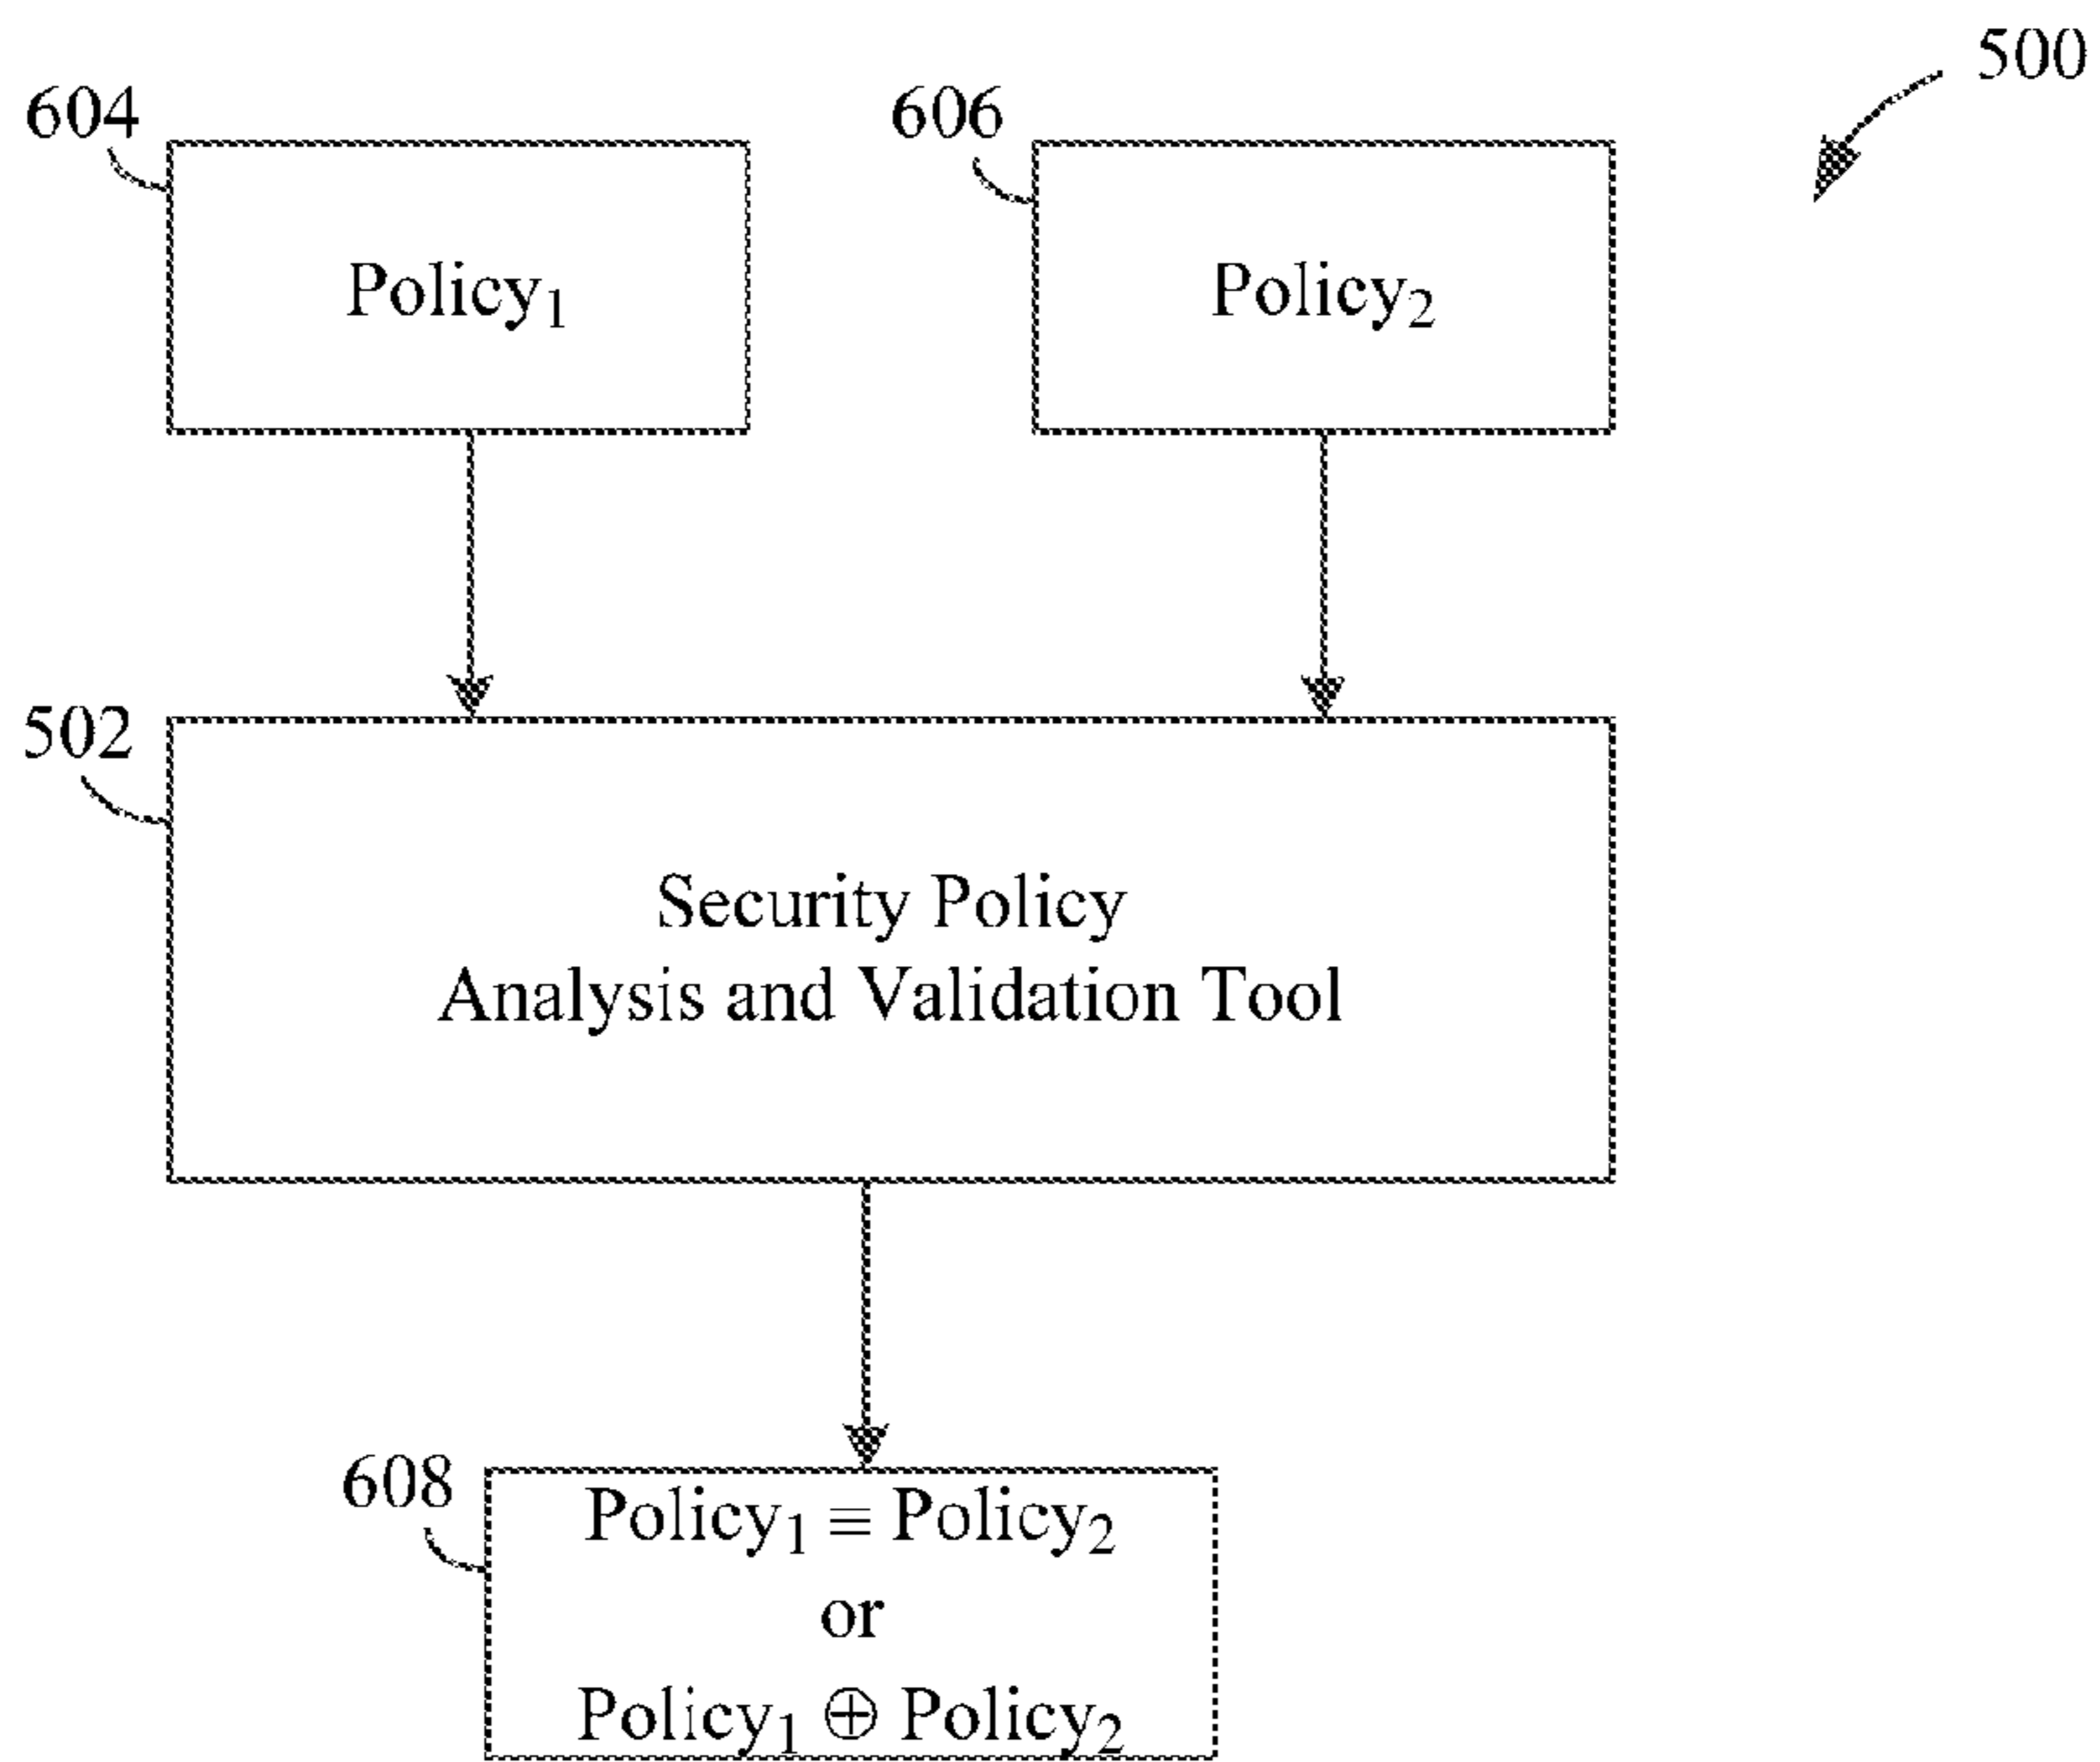 500
604
606
Policy₁
Policy₂
502
Security Policy
Analysis and Validation Tool
608
Policy₁ ≡ Policy₂
or
Policy₁ ⊕ Policy₂